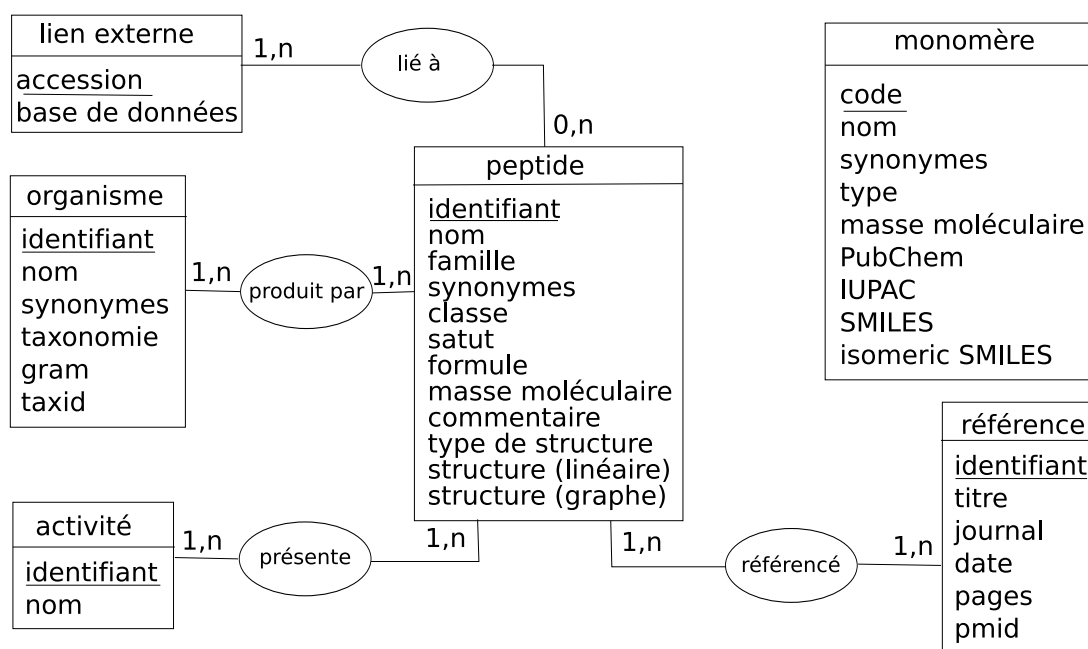 lien externe
accession
base de données
1,n
lié à
0,n
monomère
code
nom
synonymes
type
masse moléculaire
PubChem
IUPAC
SMILES
isomeric SMILES
organisme
identifiant
nom
synonymes
taxonomie
gram
taxid
1,n
produit par
1,n
peptide
identifiant
nom
famille
synonymes
classe
satut
formule
masse moléculaire
commentaire
type de structure
structure (linéaire)
structure (graphe)
activité
identifiant
nom
1,n
présente
1,n
1,n
référencé
1,n
référence
identifiant
titre
journal
date
pages
pmid